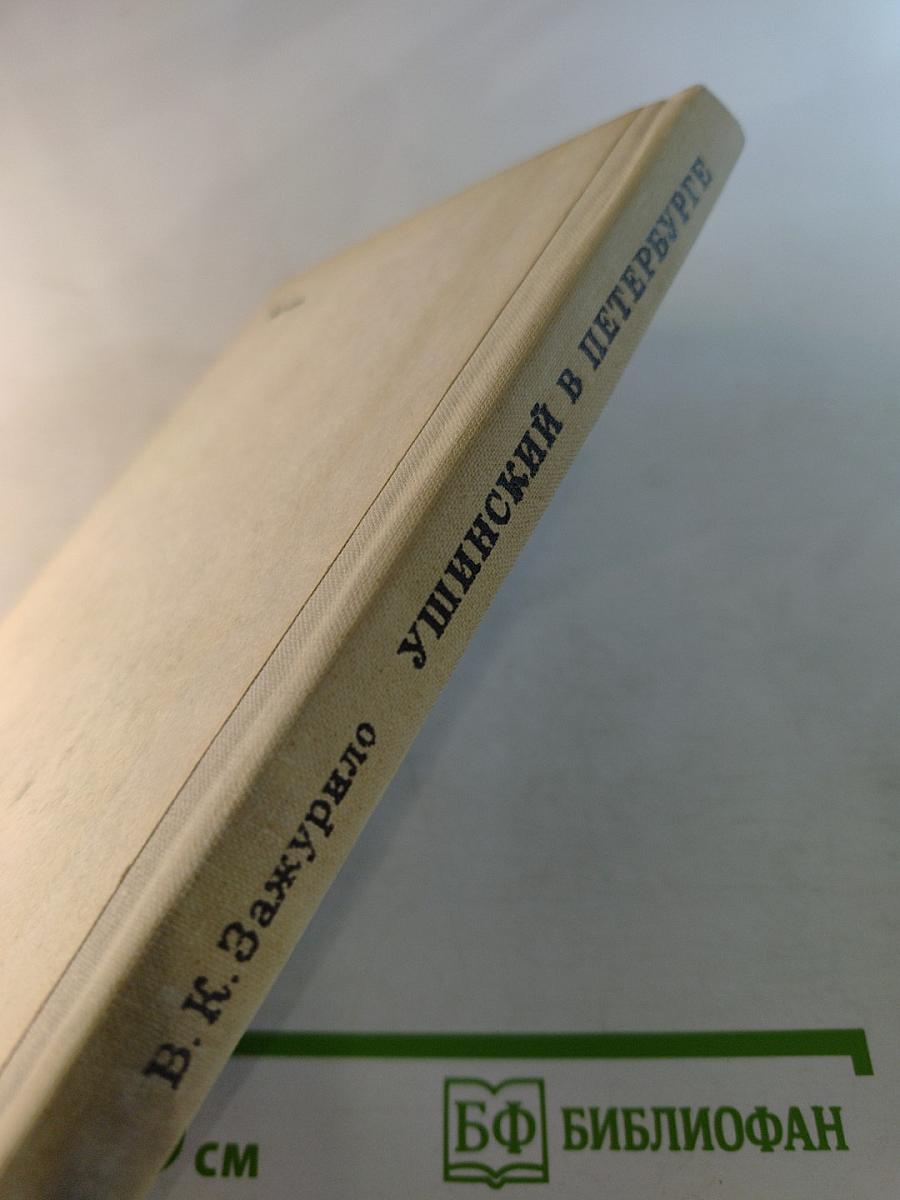 В. К. Зажурило УШИНСКИЙ В ПЕТЕРБУРГЕ
см
БФ БИБЛИОФАН